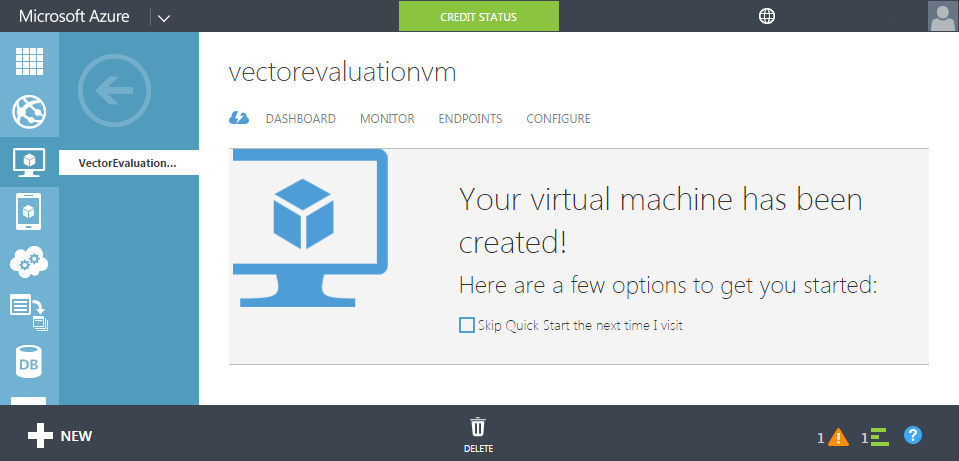 Microsoft Azure
CREDIT STATUS
vectorevaluationvm
DASHBOARD MONITOR ENDPOINTS CONFIGURE
VectorEvaluation...
Your virtual machine has been
created!
Here are a few options to get you started:
Skip Quick Start the next time I visit
DB
NEW
DELETE
1 1 ?